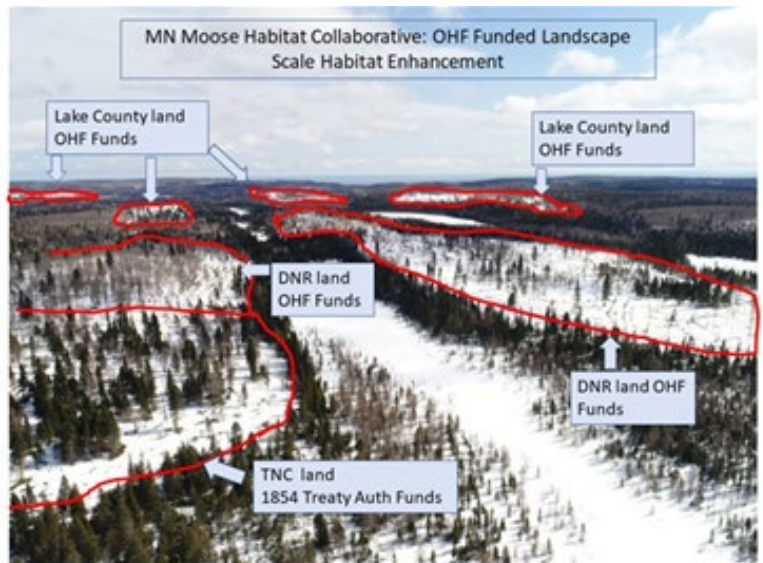 MN Moose Habitat Collaborative: OHF Funded Landscape
Scale Habitat Enhancement
Lake County land
OHF Funds
Lake County land
OHF Funds
DNR land
OHF Funds
DNR land OHF
Funds
TNC land
1854 Treaty Auth Funds